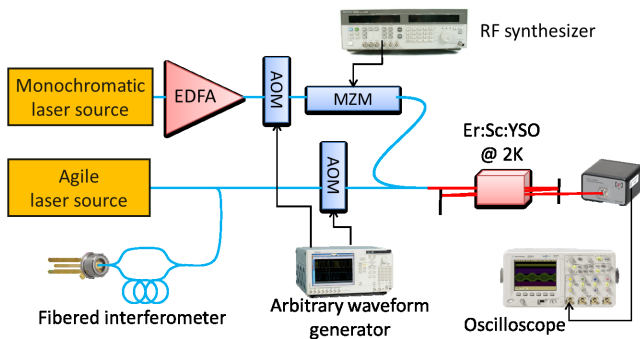 RF synthesizer
Monochromatic
laser source
EDFA
AOM
MZM
Er:Sc:YSO
@ 2K
Agile
laser source
AOM
Fibered interferometer
Arbitrary waveform
generator
Oscilloscope